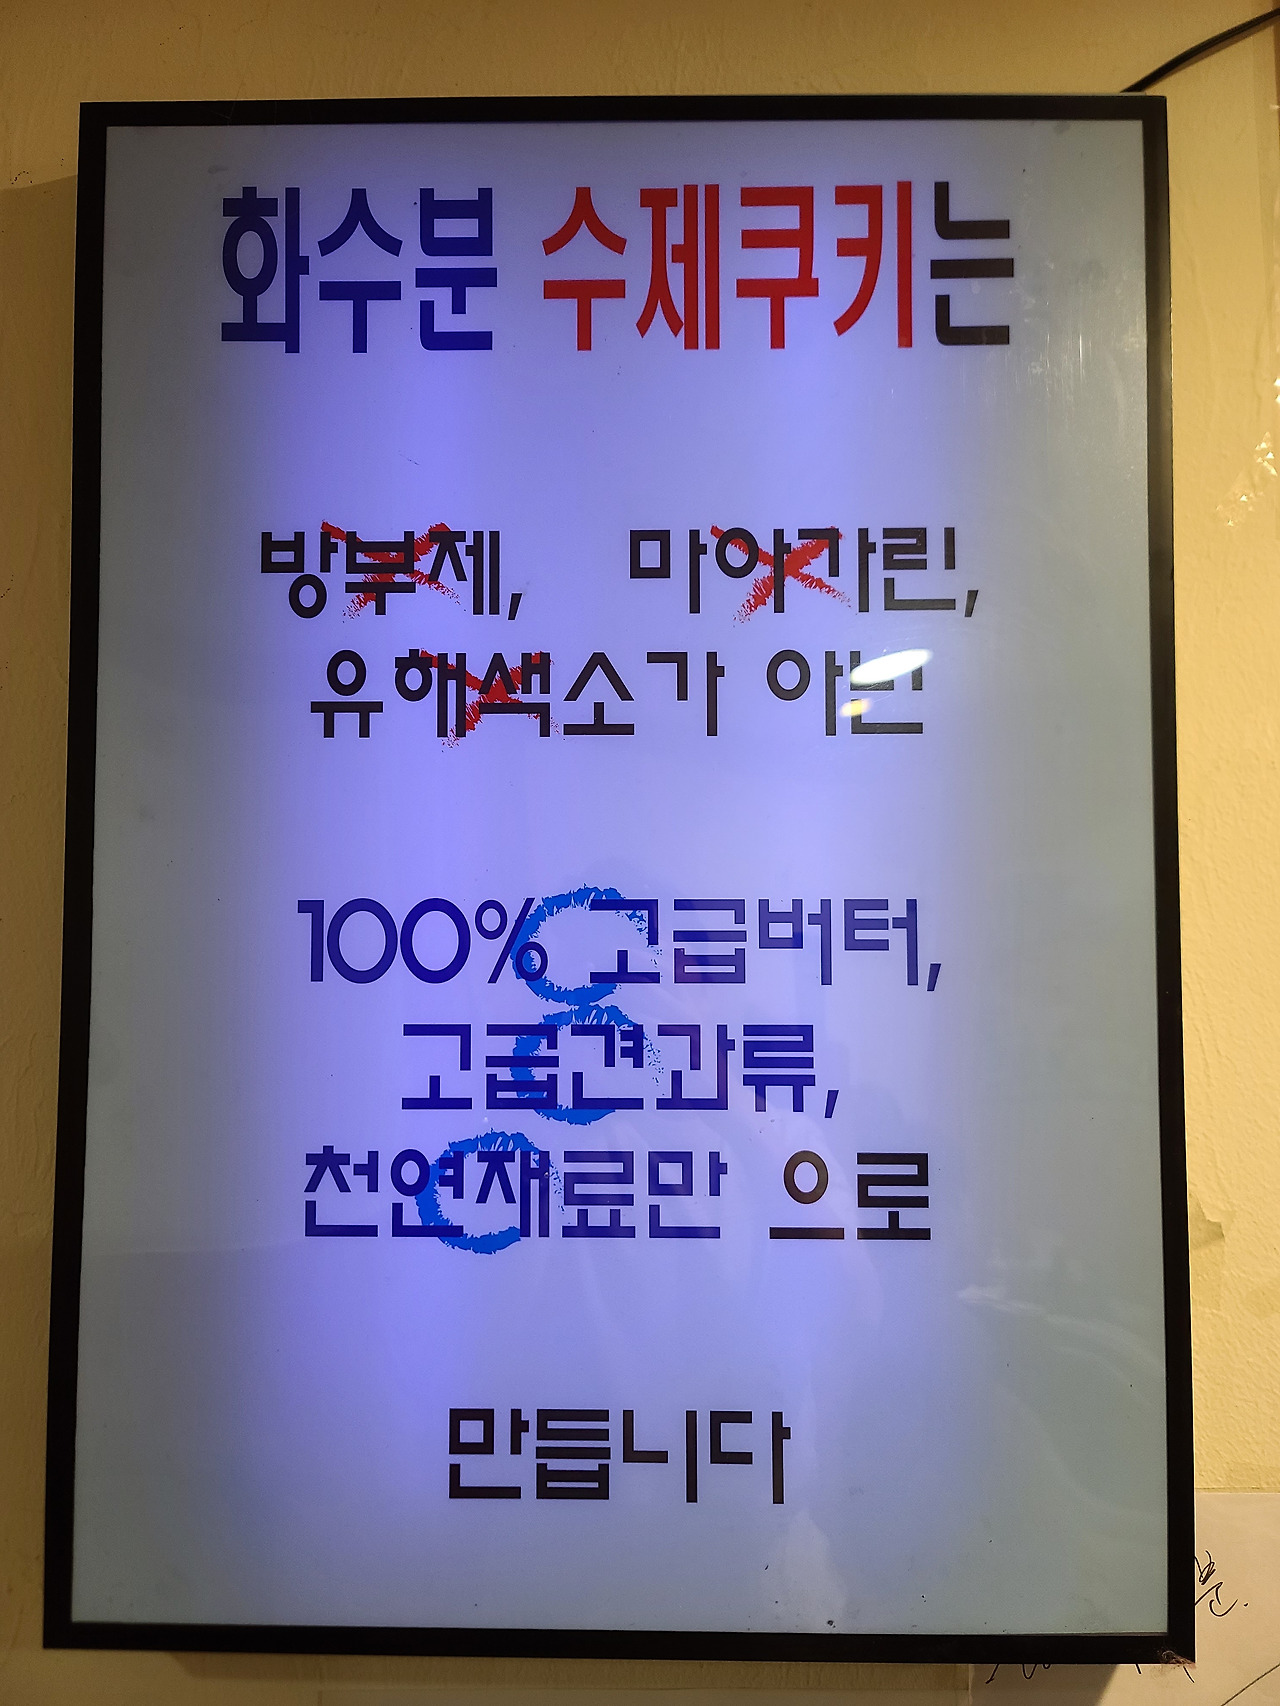 화수분 수제쿠키는
방부제, 마아가린,
유해색소가 아닌
100% 고급버터,
고급견과류,
천연재료만 으로
만듭니다